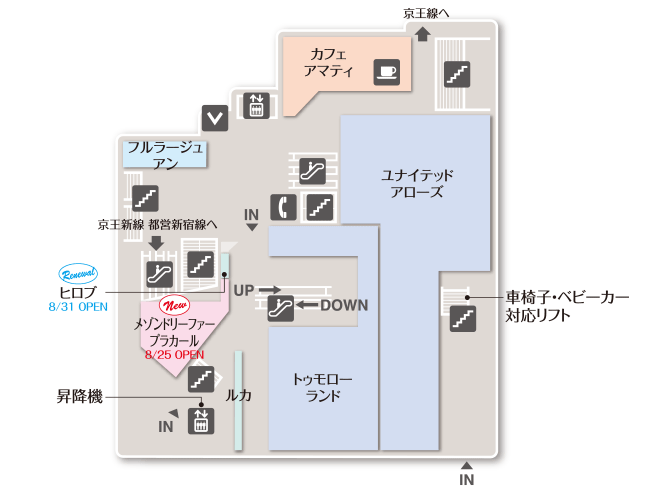 京王線へ
カフェ
アマティ
フルラージュ
アン
ユナイテッド
アローズ
IN
京王新線 都営新宿線へ
Renewal
ヒロブ
8/31 OPEN
UP
DOWN
New
メゾンドリーファー
プラカール
8/25 OPEN
車椅子・ベビーカー
対応リフト
トゥモロー
ランド
ルカ
昇降機
IN
IN